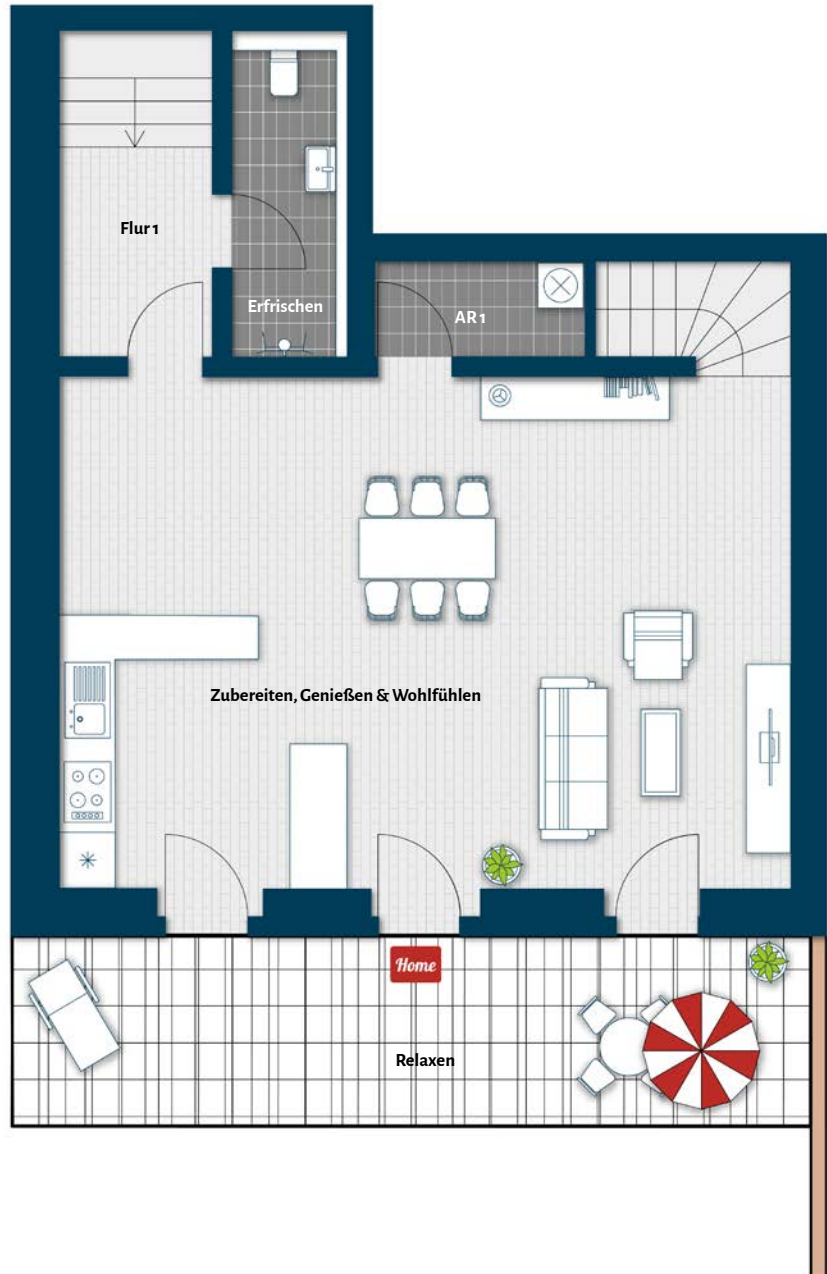 Flur 1
Erfrischen
AR 1
Zubereiten, Genießen & Wohlfühlen
Home
Relaxen